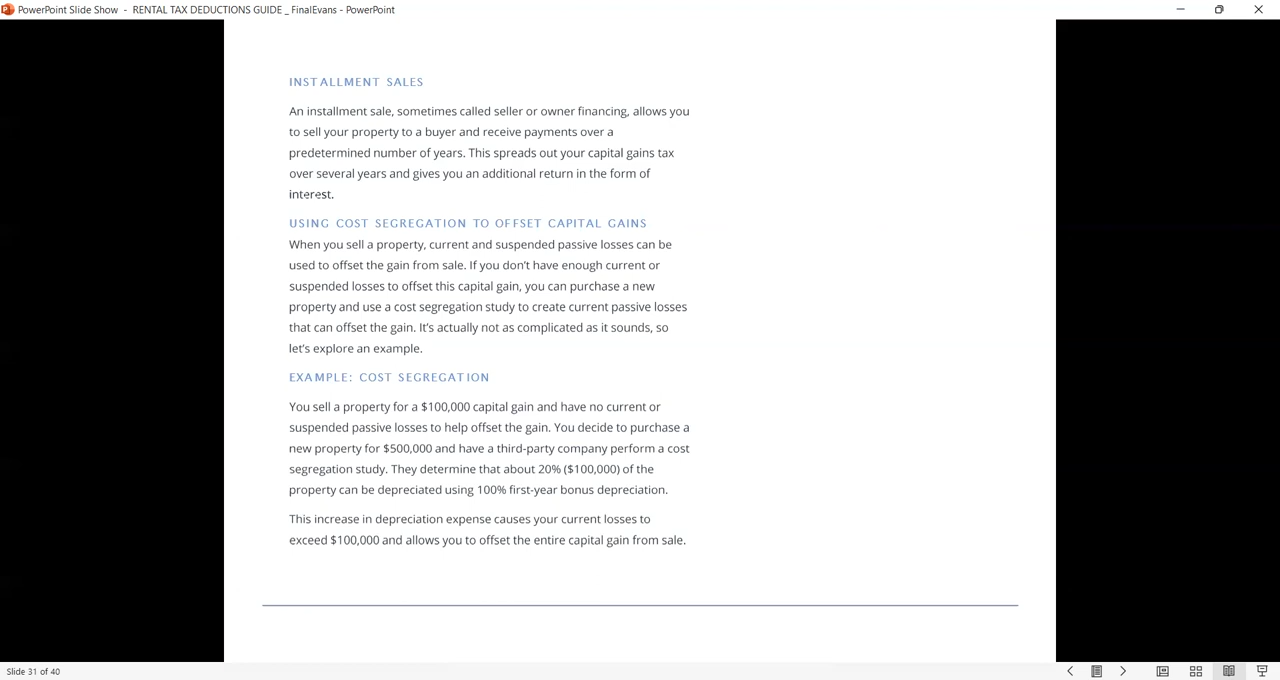 PowerPoint Slide Show - RENTAL TAX DEDUCTIONS GUIDE _ FinalEvans - PowerPoint
INSTALLMENT SALES
An installment sale, sometimes called seller or owner financing, allows you
to sell your property to a buyer and receive payments over a
predetermined number of years. This spreads out your capital gains tax
over several years and gives you an additional return in the form of
interest.
USING COST SEGREGATION TO OFFSET CAPITAL GAINS
When you sell a property, current and suspended passive losses can be
used to offset the gain from sale. If you don't have enough current or
suspended losses to offset this capital gain, you can purchase a new
property and use a cost segregation study to create current passive losses
that can offset the gain. It's actually not as complicated as it sounds, so
let's explore an example.
EXAMPLE: COST SEGREGATION
You sell a property for a $100,000 capital gain and have no current or
suspended passive losses to help offset the gain. You decide to purchase a
new property for $500,000 and have a third-party company perform a cost
segregation study. They determine that about 20% ($100,000) of the
property can be depreciated using 100% first-year bonus depreciation.
This increase in depreciation expense causes your current losses to
exceed $100,000 and allows you to offset the entire capital gain from sale.
Slide 31 of 40